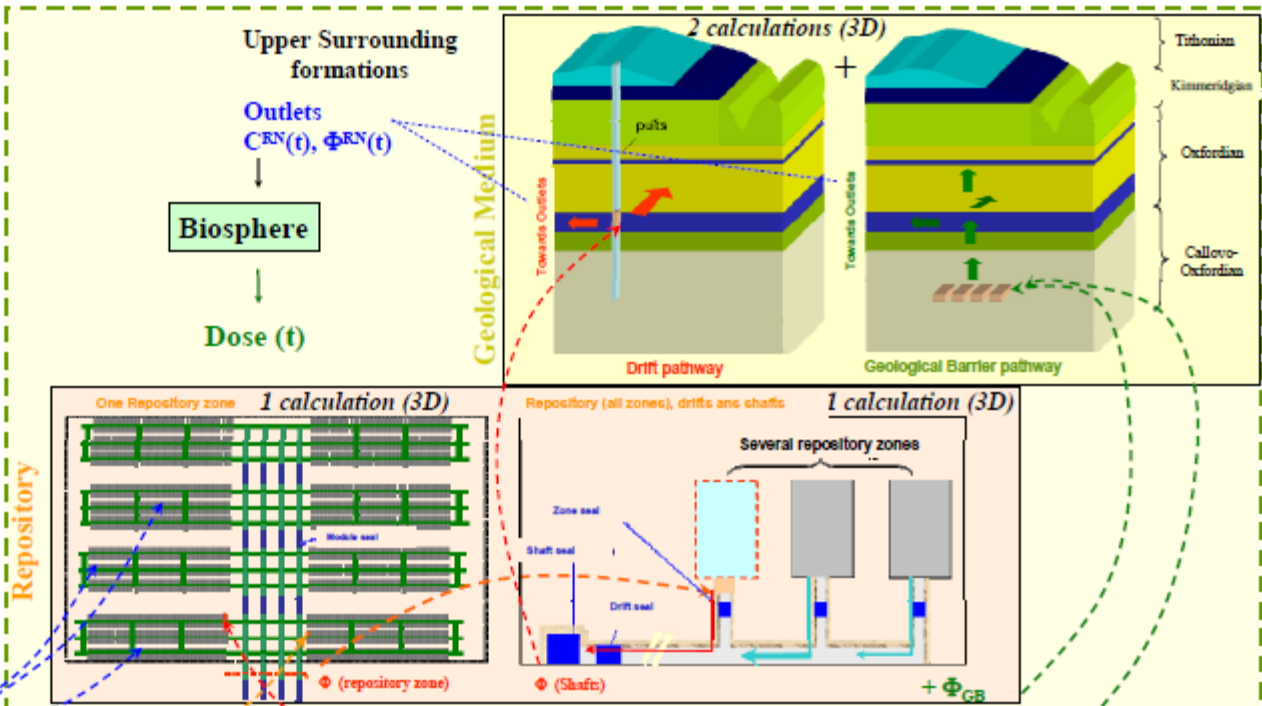 Upper Surrounding
formations
Outlets
C^RN(t), Φ^RN(t)
Biosphere
Dose (t)
Geological Medium
2 calculations (3D)
+
puits
Towards Outlets
Towards Outlets
Drift pathway
Geological Barrier pathway
Tithonian
Kimmeridgian
Oxfordian
Callovo-
Oxfordian
Repository
One Repository zone
1 calculation (3D)
Module seal
Φ (repository zone)
Repository (all zones), drifts ans shafts
1 calculation (3D)
Several repository zones
Zone seal
Shaft seal
Drift seal
Φ (Shafts)
+ Φ_GB